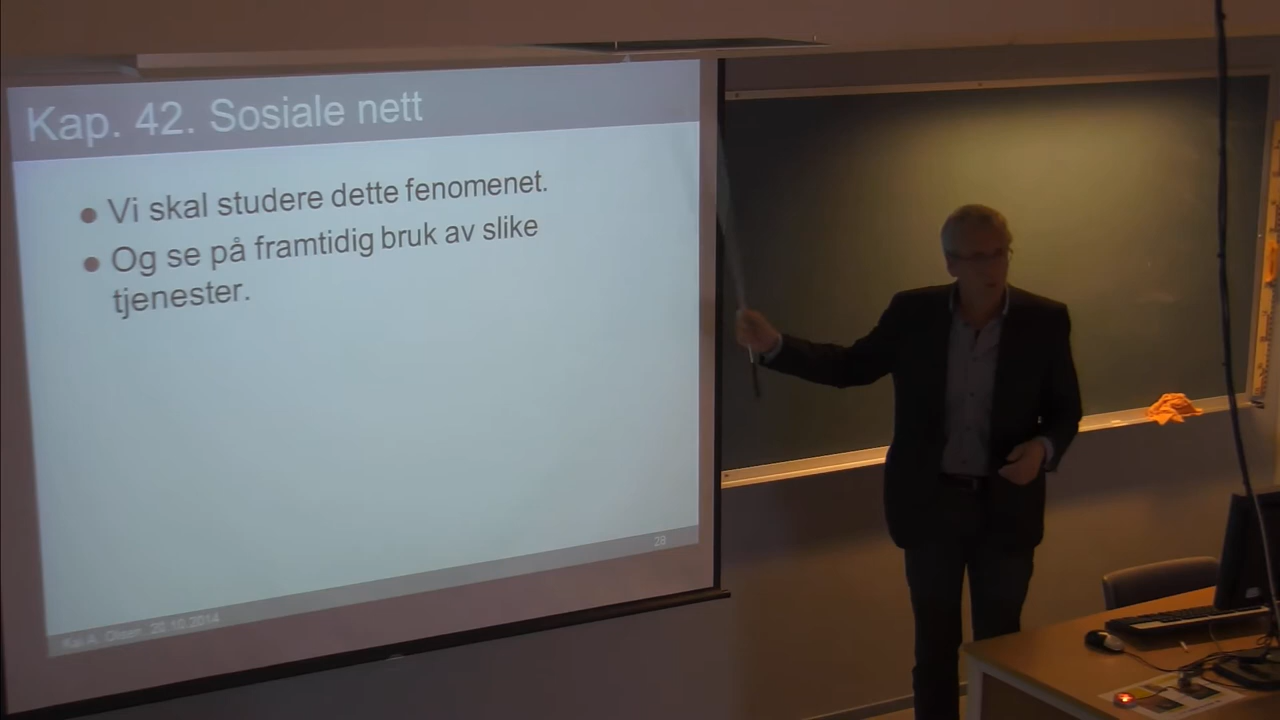 Kap. 42. Sosiale nett
Vi skal studere dette fenomenet.
Og se på framtidig bruk av slike
tjenester.
28
Kai A. Olsen, 20.10.2014